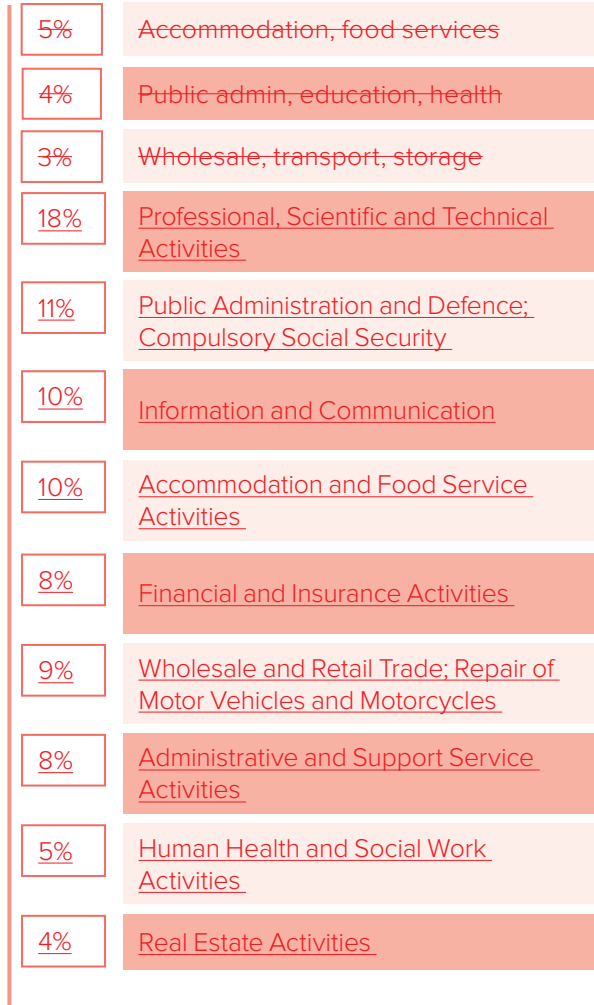 5% Accommodation, food services
4% Public admin, education, health
3% Wholesale, transport, storage
18% Professional, Scientific and Technical
Activities
11% Public Administration and Defence;
Compulsory Social Security
10% Information and Communication
10% Accommodation and Food Service
Activities
8% Financial and Insurance Activities
9% Wholesale and Retail Trade; Repair of
Motor Vehicles and Motorcycles
8% Administrative and Support Service
Activities
5% Human Health and Social Work
Activities
4% Real Estate Activities